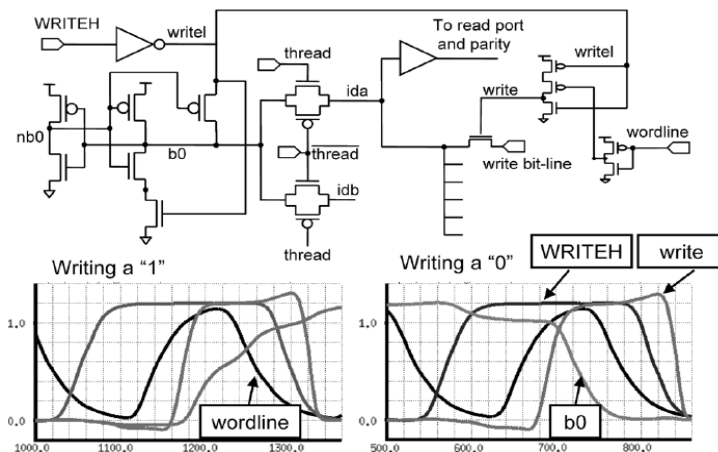 WRITEH
writel
To read port
and parity
thread
writel
ida
write
wordline
nb0
b0
thread
write bit-line
idb
thread
Writing a “1”
Writing a “0”
WRITEH
write
1.0
0.0
wordline
1000.0 1100.0 1200.0 1300.0
1.0
0.0
b0
500.0 600.0 700.0 800.0